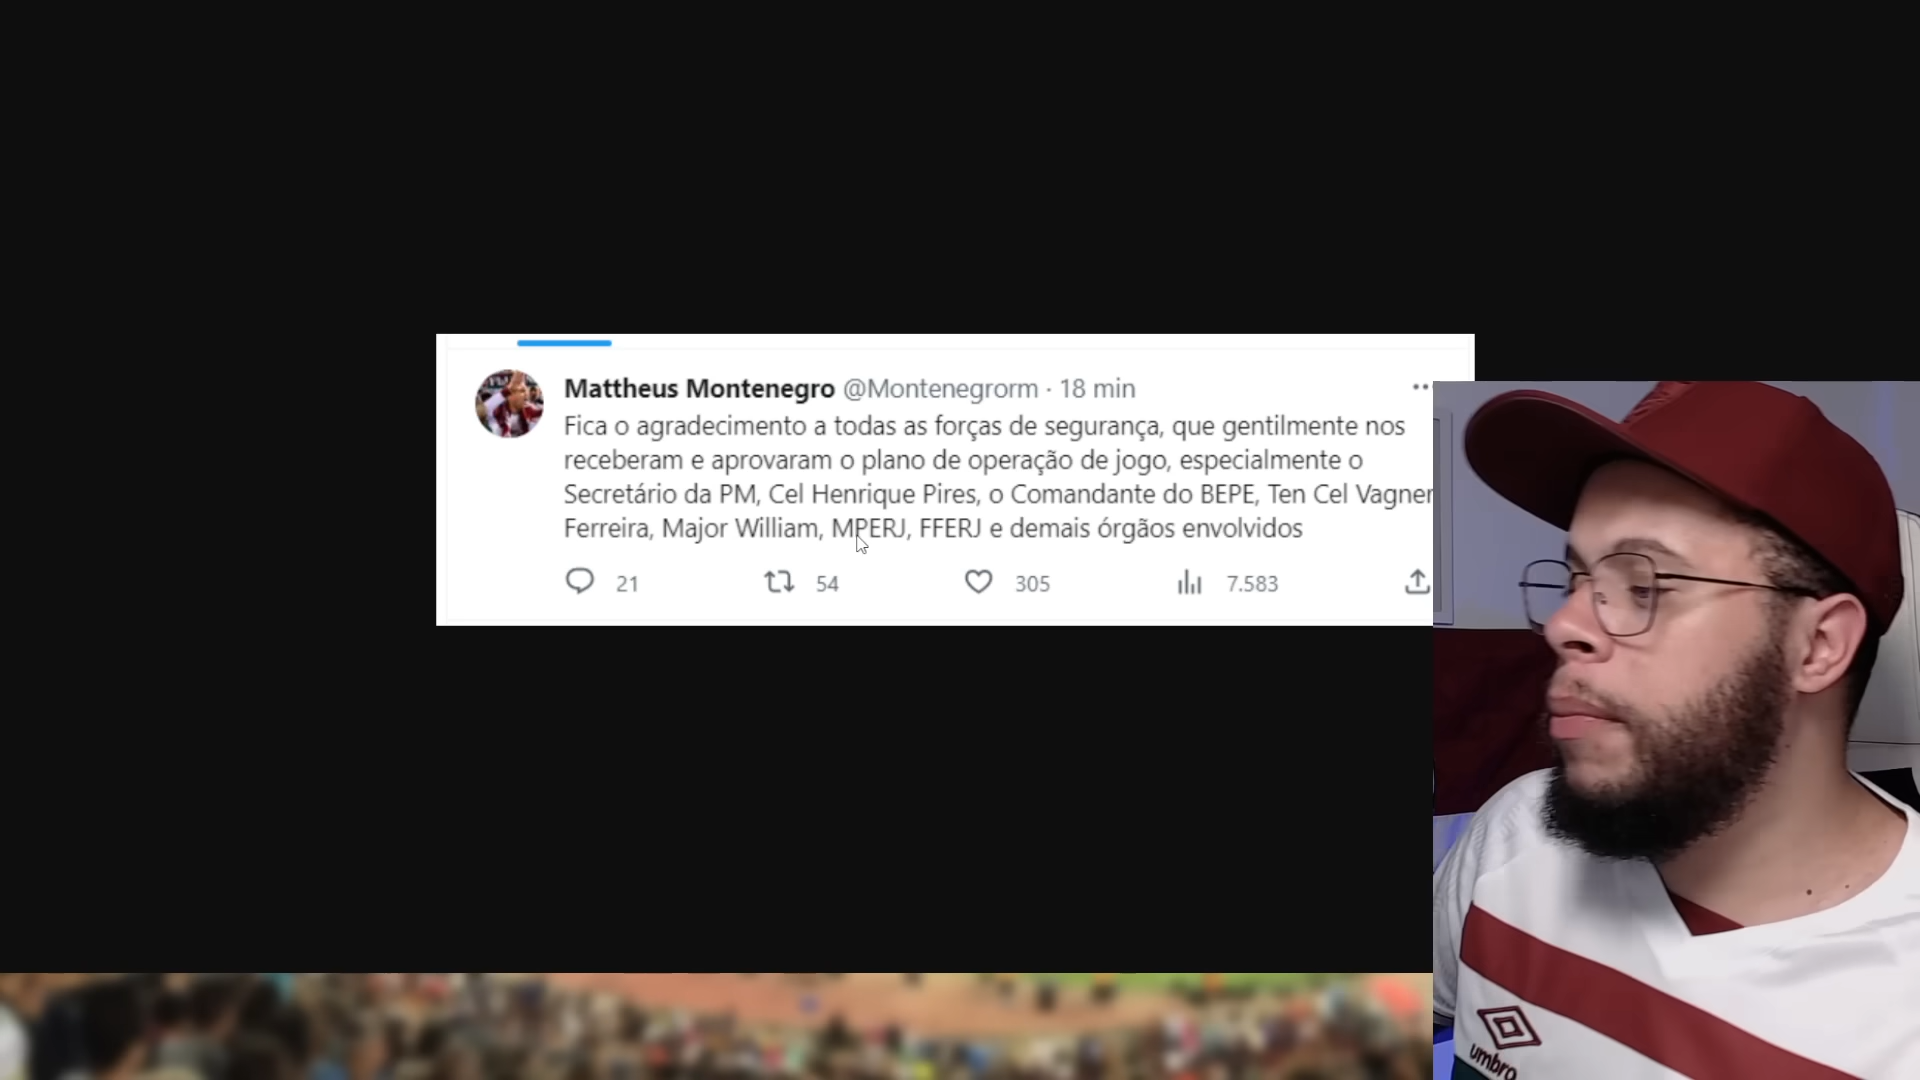 Mattheus Montenegro @Montenegrorm · 18 min
Fica o agradecimento a todas as forças de segurança, que gentilmente nos
receberam e aprovaram o plano de operação de jogo, especialmente o
Secretário da PM, Cel Henrique Pires, o Comandante do BEPE, Ten Cel Vagner
Ferreira, Major William, MPERJ, FFERJ e demais órgãos envolvidos
21 54 305 7.583
umbro